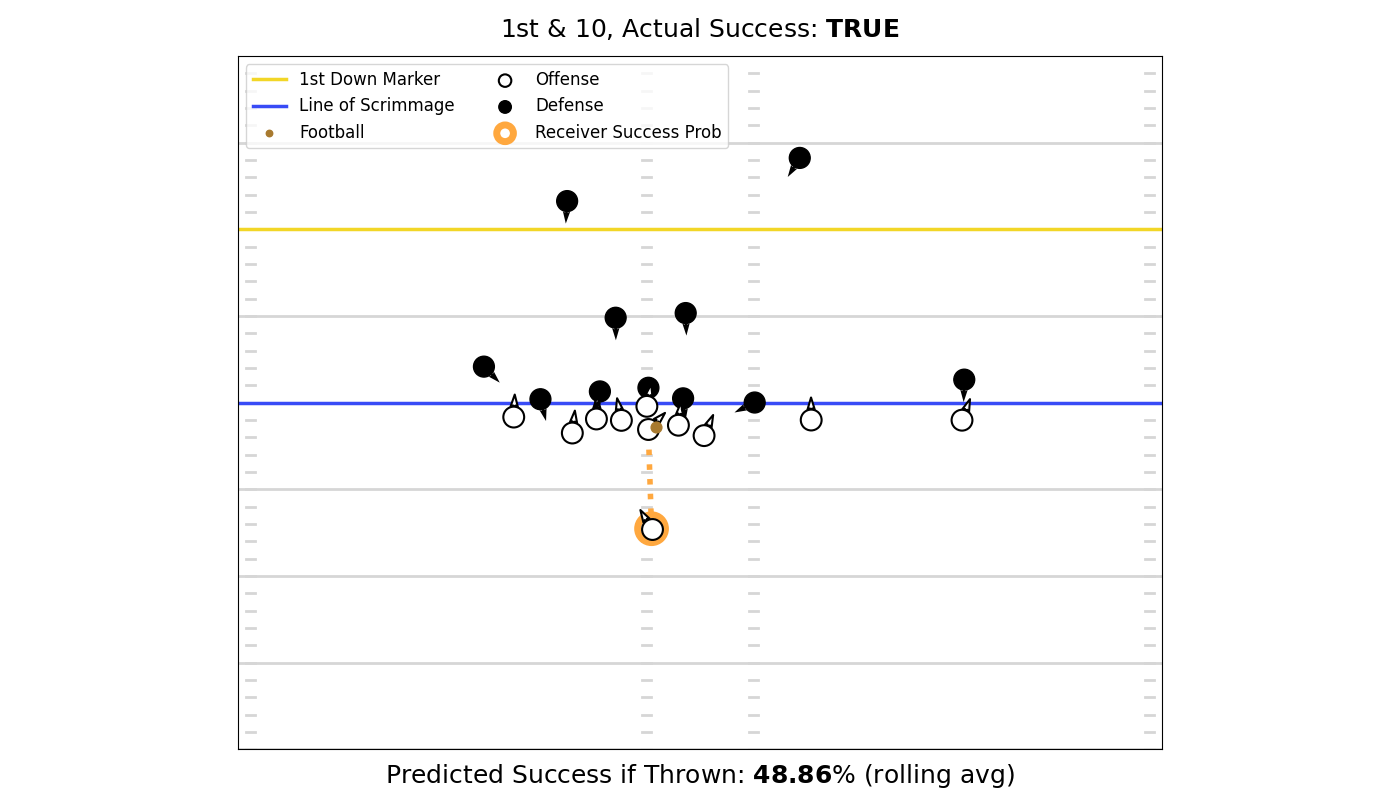 1st & 10, Actual Success: TRUE
1st Down Marker
Line of Scrimmage
Football
Offense
Defense
Receiver Success Prob
Predicted Success if Thrown: 48.86% (rolling avg)